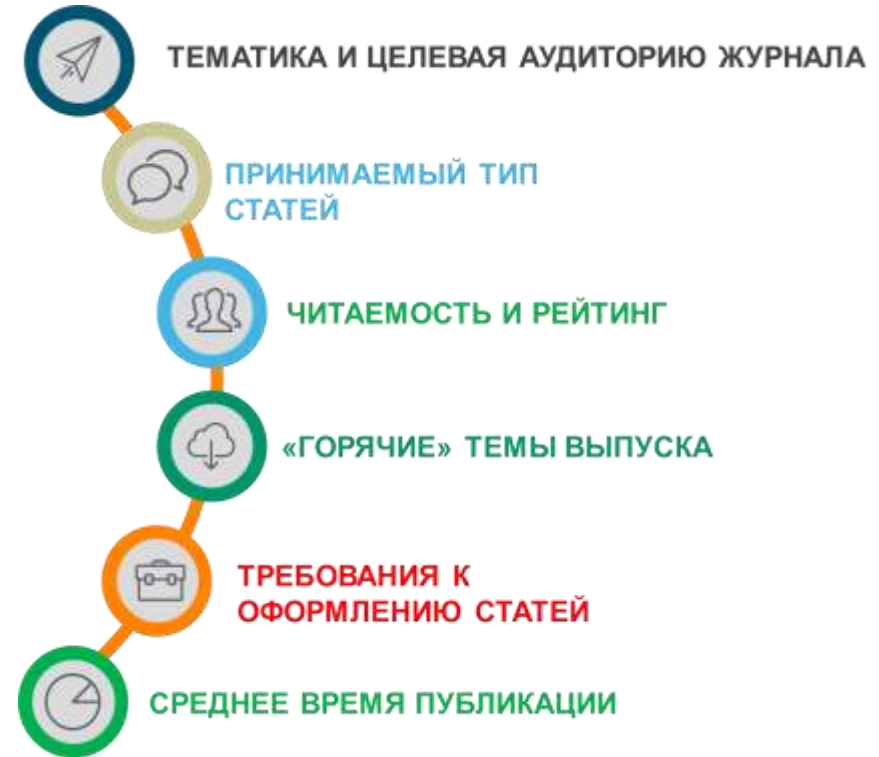 ТЕМАТИКА И ЦЕЛЕВАЯ АУДИТОРИЮ ЖУРНАЛА
ПРИНИМАЕМЫЙ ТИП
СТАТЕЙ
ЧИТАЕМОСТЬ И РЕЙТИНГ
«ГОРЯЧИЕ» ТЕМЫ ВЫПУСКА
ТРЕБОВАНИЯ К
ОФОРМЛЕНИЮ СТАТЕЙ
СРЕДНЕЕ ВРЕМЯ ПУБЛИКАЦИИ